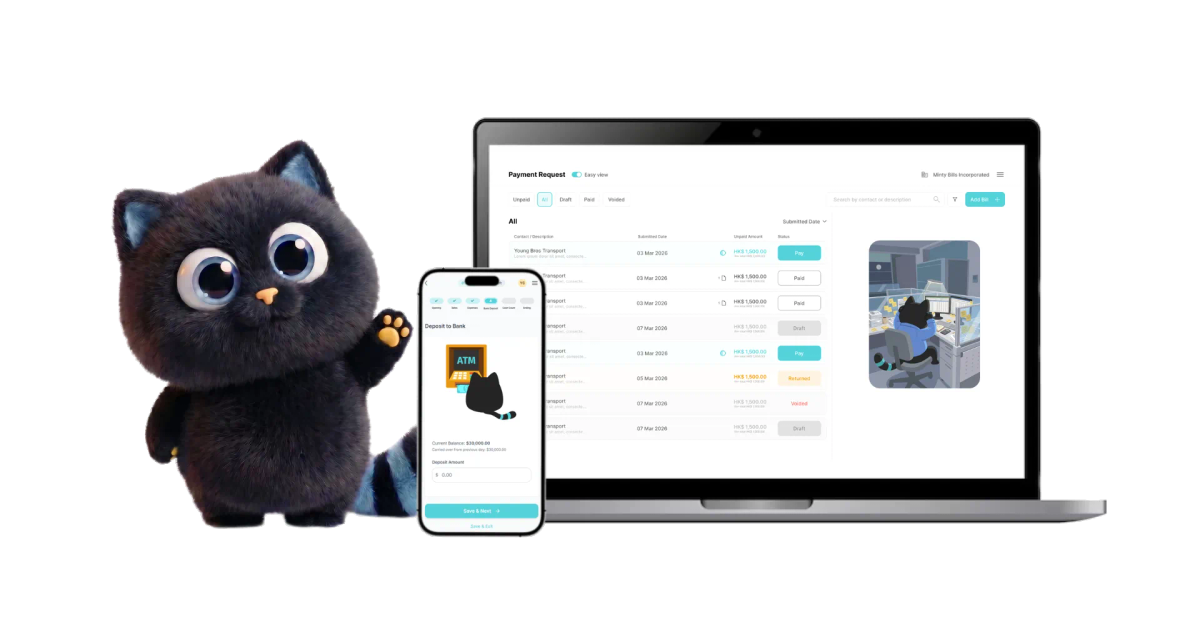 Payment Request
Easy view
Minty Bills Incorporated
Unpaid
All
Draft
Paid
Voided
Search by contact or description
Add Bill +
All
Submitted Date
Contact / Description
Submitted Date
Unpaid Amount
Status
Young Bros Transport
03 Mar 2026
HK$ 1,500.00
Pay
03 Mar 2026
HK$ 1,500.00
Paid
03 Mar 2026
HK$ 1,500.00
Paid
07 Mar 2026
HK$ 1,500.00
Draft
03 Mar 2026
HK$ 1,500.00
Pay
05 Mar 2026
HK$ 1,500.00
Returned
07 Mar 2026
HK$ 1,500.00
Voided
07 Mar 2026
HK$ 1,500.00
Draft
Deposit to Bank
ATM
Current Balance: $30,000.00
Deposit Amount
$ 0.00
Save & Next →
Save & Exit